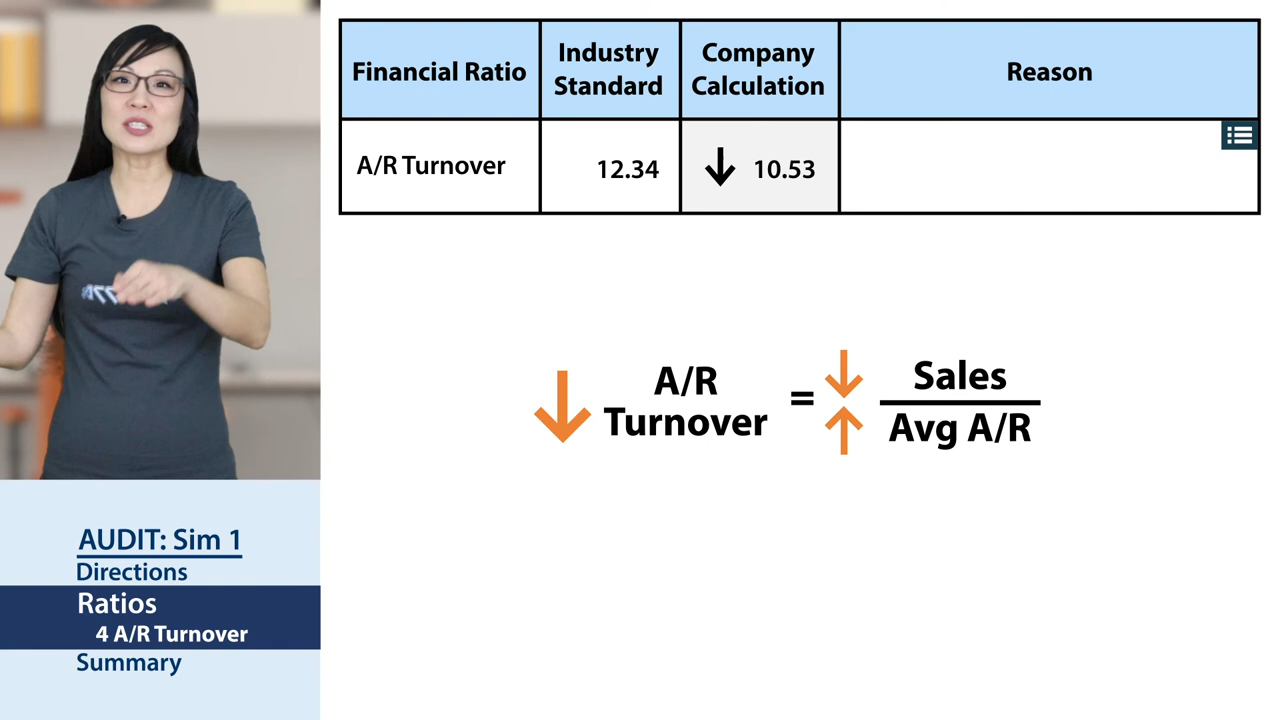 Financial Ratio
Industry
Standard
Company
Calculation
Reason
A/R Turnover
12.34
10.53
A/R
Turnover
=
Sales
Avg A/R
AUDIT: Sim 1
Directions
Ratios
4 A/R Turnover
Summary